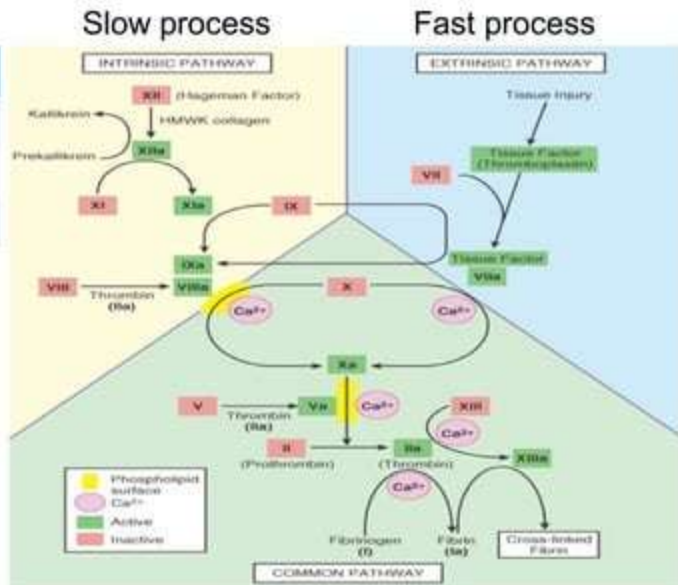 Slow process
Fast process
INTRINSIC PATHWAY
EXTRINSIC PATHWAY
XII (Hageman Factor)
Kallikrein
HMWK collagen
Prekallikrein
XIIa
XI
XIa
IX
Tissue Injury
Tissue Factor
(Thromboplastin)
VII
Tissue Factor
VIIa
IXa
VIII
Thrombin
(IIa)
VIIIa
Ca²⁺
X
Ca²⁺
Xa
V
Thrombin
(IIa)
Va
Ca²⁺
XIII
Ca²⁺
II
(Prothrombin)
IIa
(Thrombin)
XIIIa
Ca²⁺
Fibrinogen
(I)
Fibrin
(Ia)
Cross-linked
Fibrin
Phospholipid
surface
Ca²⁺
Active
Inactive
COMMON PATHWAY